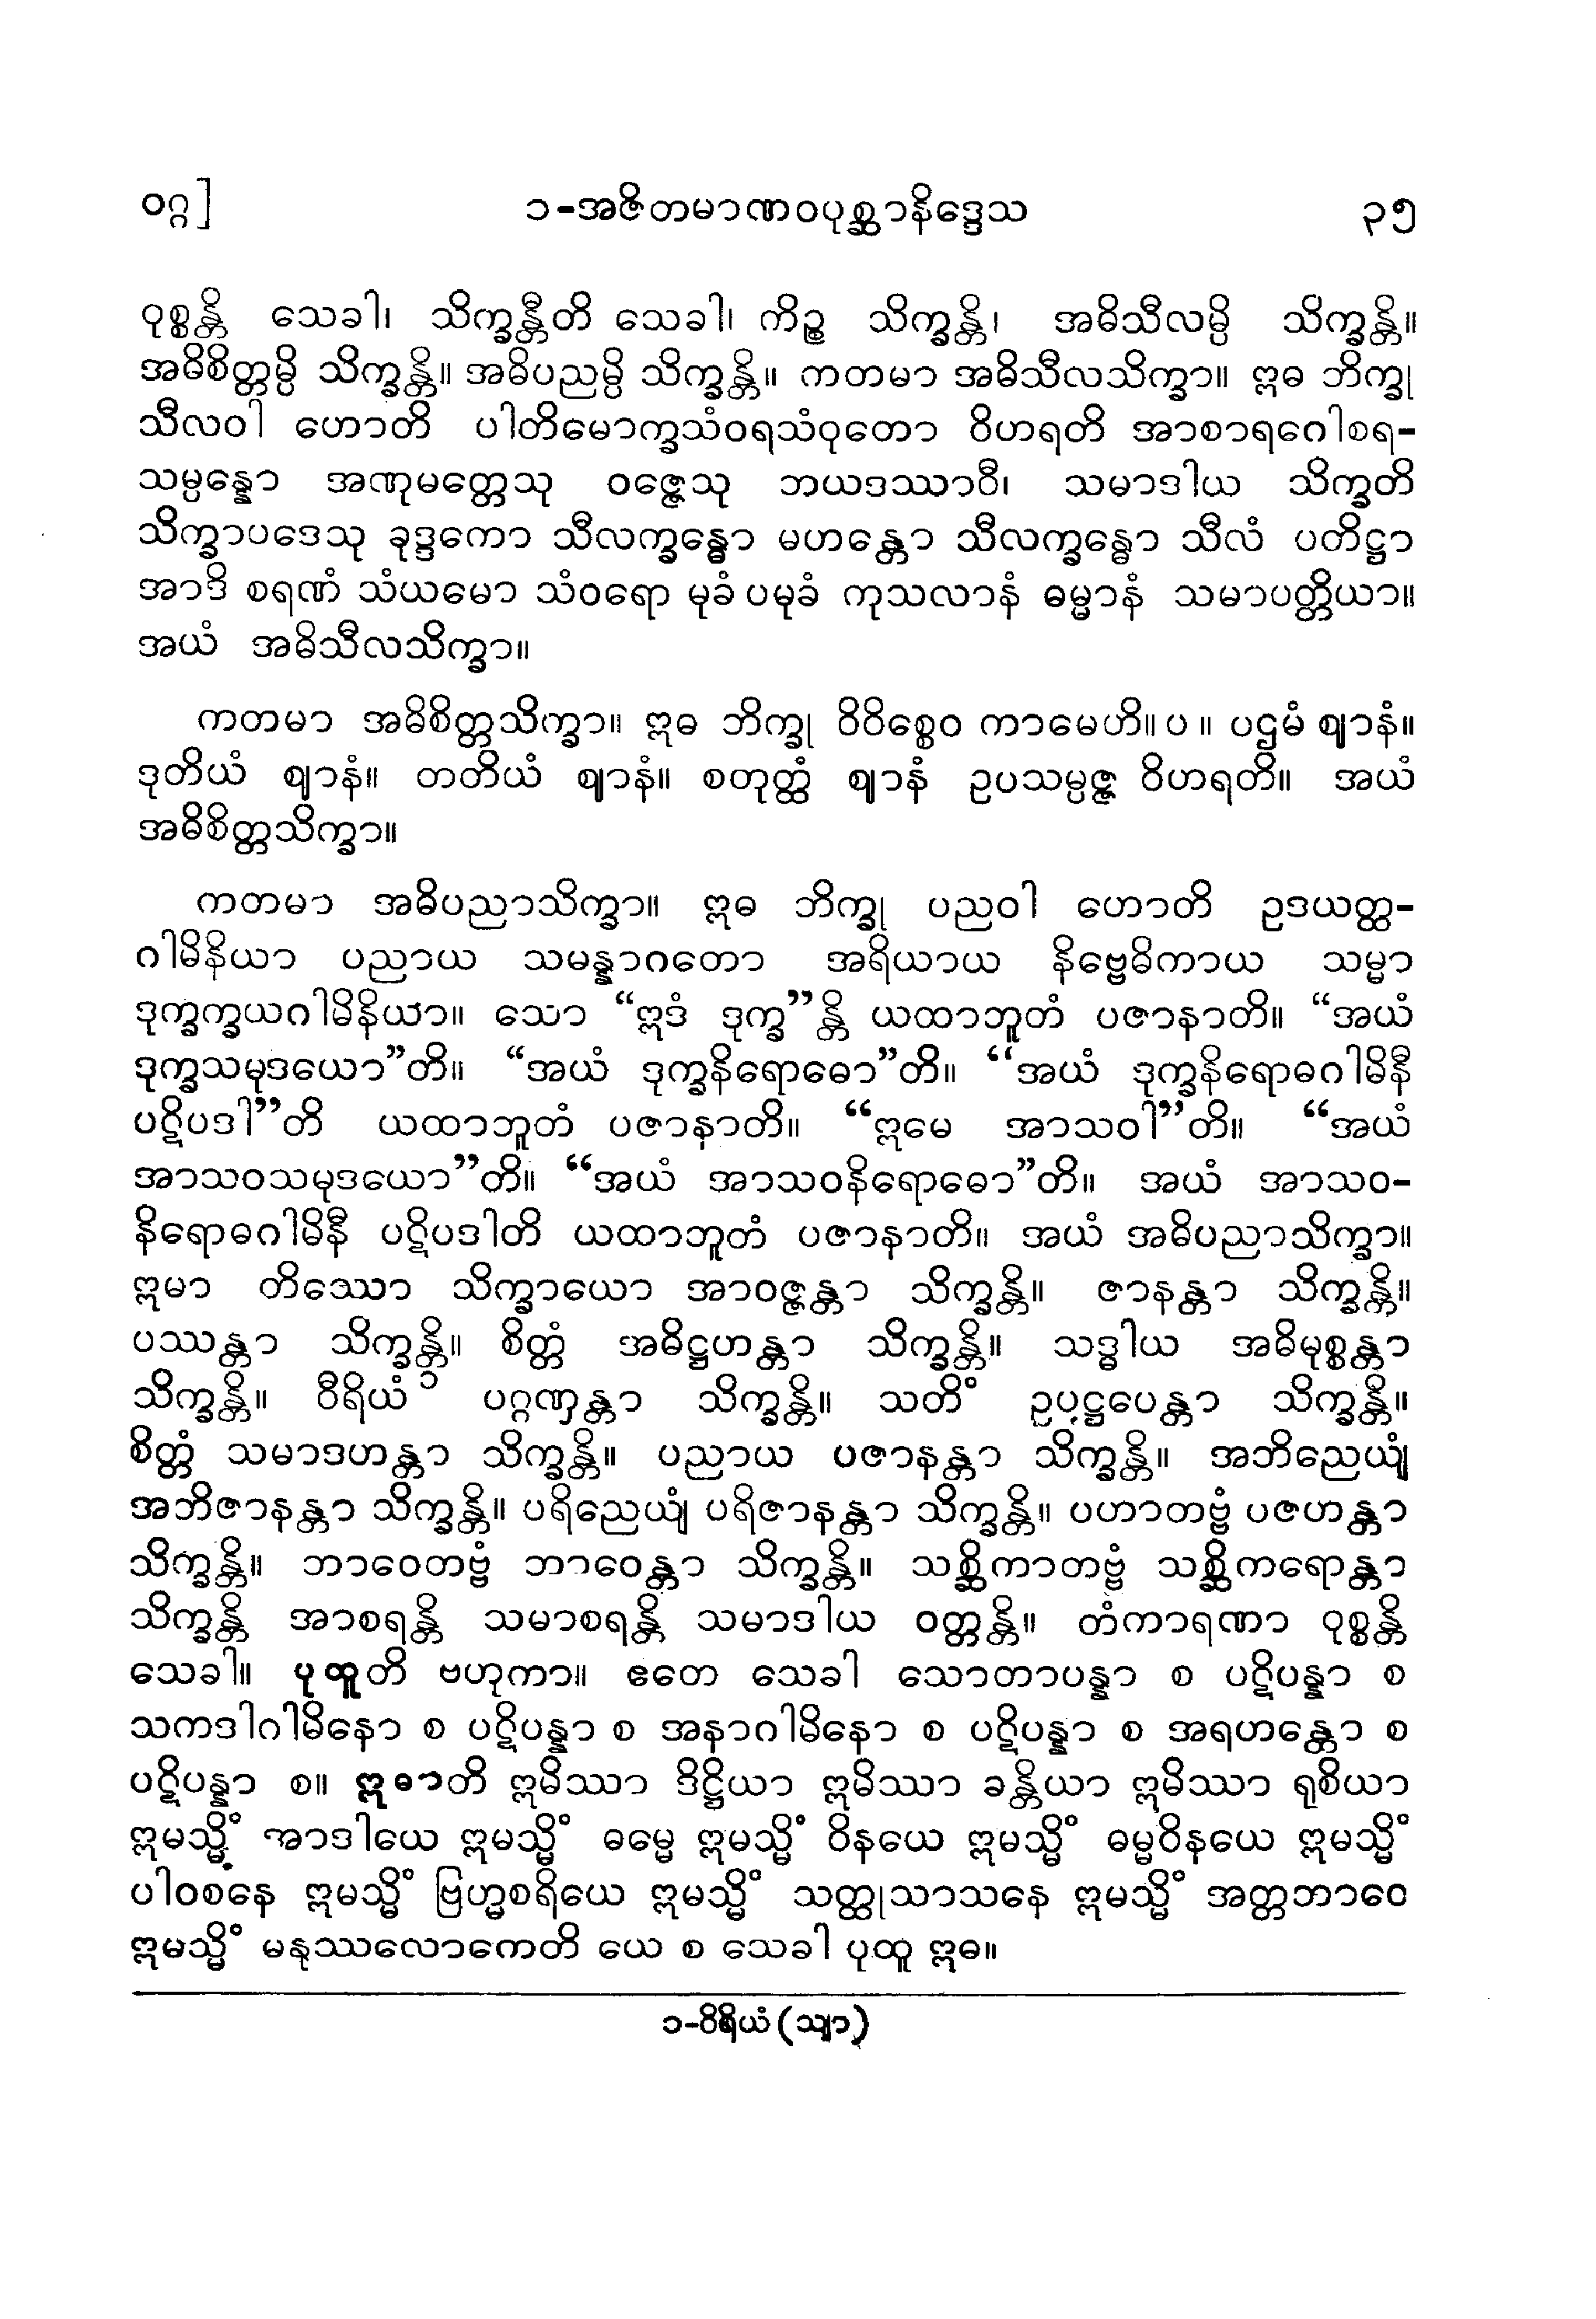 ဝဂ္ဂ]
၁-အဇိတမာဏဝပုစ္ဆာနိဒ္ဒေသ
၃၅
ဝုစ္စန္တိ သေခါ၊ သိက္ခန္တီတိ သေခါ၊ ကိဉ္စ သိက္ခန္တိ၊ အဓိသီလမ္ပိ သိက္ခန္တိ။
အဓိစိတ္တမ္ပိ သိက္ခန္တိ။ အဓိပညမ္ပိ သိက္ခန္တိ။ ကတမာ အဓိသီလသိက္ခာ။ ဣဓ ဘိက္ခု
သီလဝါ ဟောတိ ပါတိမောက္ခသံဝရသံဝုတော ဝိဟရတိ အာစာရဂေါစရ-
သမ္ပန္နော အဏုမတ္တေသု ဝဇ္ဇေသု ဘယဒဿာဝီ၊ သမာဒါယ သိက္ခတိ
သိက္ခာပဒေသု ခုဒ္ဒကော သီလက္ခန္ဓော မဟန္တော သီလက္ခန္ဓော သီလံ ပတိဋ္ဌာ
အာဒိ စရဏံ သံယမော သံဝရော မုခံ ပမုခံ ကုသလာနံ ဓမ္မာနံ သမာပတ္တိယာ။
အယံ အဓိသီလသိက္ခာ။
ကတမာ အဓိစိတ္တသိက္ခာ။ ဣဓ ဘိက္ခု ဝိဝိစ္စေဝ ကာမေဟိ။ ပ ။ ပဌမံ ဈာနံ။
ဒုတိယံ ဈာနံ။ တတိယံ ဈာနံ။ စတုတ္ထံ ဈာနံ ဥပသမ္ပဇ္ဇ ဝိဟရတိ။ အယံ
အဓိစိတ္တသိက္ခာ။
ကတမာ အဓိပညာသိက္ခာ။ ဣဓ ဘိက္ခု ပညဝါ ဟောတိ ဥဒယတ္ထ-
ဂါမိနိယာ ပညာယ သမန္နာဂတော အရိယာယ နိဗ္ဗေဓိကာယ သမ္မာ
ဒုက္ခက္ခယဂါမိနိယာ။ သော “ဣဒံ ဒုက္ခ”န္တိ ယထာဘူတံ ပဇာနာတိ။ “အယံ
ဒုက္ခသမုဒယော”တိ။ “အယံ ဒုက္ခနိရောဓော”တိ။ “အယံ ဒုက္ခနိရောဓဂါမိနီ
ပဋိပဒါ”တိ ယထာဘူတံ ပဇာနာတိ။ “ဣမေ အာသဝါ”တိ။ “အယံ
အာသဝသမုဒယော”တိ။ “အယံ အာသဝနိရောဓော”တိ။ အယံ အာသဝ-
နိရောဓဂါမိနီ ပဋိပဒါတိ ယထာဘူတံ ပဇာနာတိ။ အယံ အဓိပညာသိက္ခာ။
ဣမာ တိဿော သိက္ခာယော အာဝဇ္ဇန္တာ သိက္ခန္တိ။ ဇာနန္တာ သိက္ခန္တိ။
ပဿန္တာ သိက္ခန္တိ။ စိတ္တံ အဓိဋ္ဌဟန္တာ သိက္ခန္တိ။ သဒ္ဓါယ အဓိမုစ္စန္တာ
သိက္ခန္တိ။ ဝီရိယံ ၁ ပဂ္ဂဏှန္တာ သိက္ခန္တိ။ သတိံ ဥပဋ္ဌပေန္တာ သိက္ခန္တိ။
စိတ္တံ သမာဒဟန္တာ သိက္ခန္တိ။ ပညာယ ပဇာနန္တာ သိက္ခန္တိ။ အဘိညေယျံ
အဘိဇာနန္တာ သိက္ခန္တိ။ ပရိညေယျံ ပရိဇာနန္တာ သိက္ခန္တိ။ ပဟာတဗ္ဗံ ပဇဟန္တာ
သိက္ခန္တိ။ ဘာဝေတဗ္ဗံ ဘာဝေန္တာ သိက္ခန္တိ။ သစ္ဆိကာတဗ္ဗံ သစ္ဆိကရောန္တာ
သိက္ခန္တိ အာစရန္တိ သမာစရန္တိ သမာဒါယ ဝတ္တန္တိ။ တံကာရဏာ ဝုစ္စန္တိ
သေခါ။ ပုထူတိ ဗဟုကာ။ ဧတေ သေခါ သောတာပန္နာ စ ပဋိပန္နာ စ
သကဒါဂါမိနော စ ပဋိပန္နာ စ အနာဂါမိနော စ ပဋိပန္နာ စ အရဟန္တော စ
ပဋိပန္နာ စ။ ဣဓာတိ ဣမိဿာ ဒိဋ္ဌိယာ ဣမိဿာ ခန္တိယာ ဣမိဿာ ရုစိယာ
ဣမသ္မိံ အာဒါယေ ဣမသ္မိံ ဓမ္မေ ဣမသ္မိံ ဝိနယေ ဣမသ္မိံ ဓမ္မဝိနယေ ဣမသ္မိံ
ပါဝစနေ ဣမသ္မိံ ဗြဟ္မစရိယေ ဣမသ္မိံ သတ္ထုသာသနေ ဣမသ္မိံ အတ္တဘာဝေ
ဣမသ္မိံ မနုဿလောကေတိ ယေ စ သေခါ ပုထူ ဣဓ။
၁-ဝိရိယံ (သျာ)